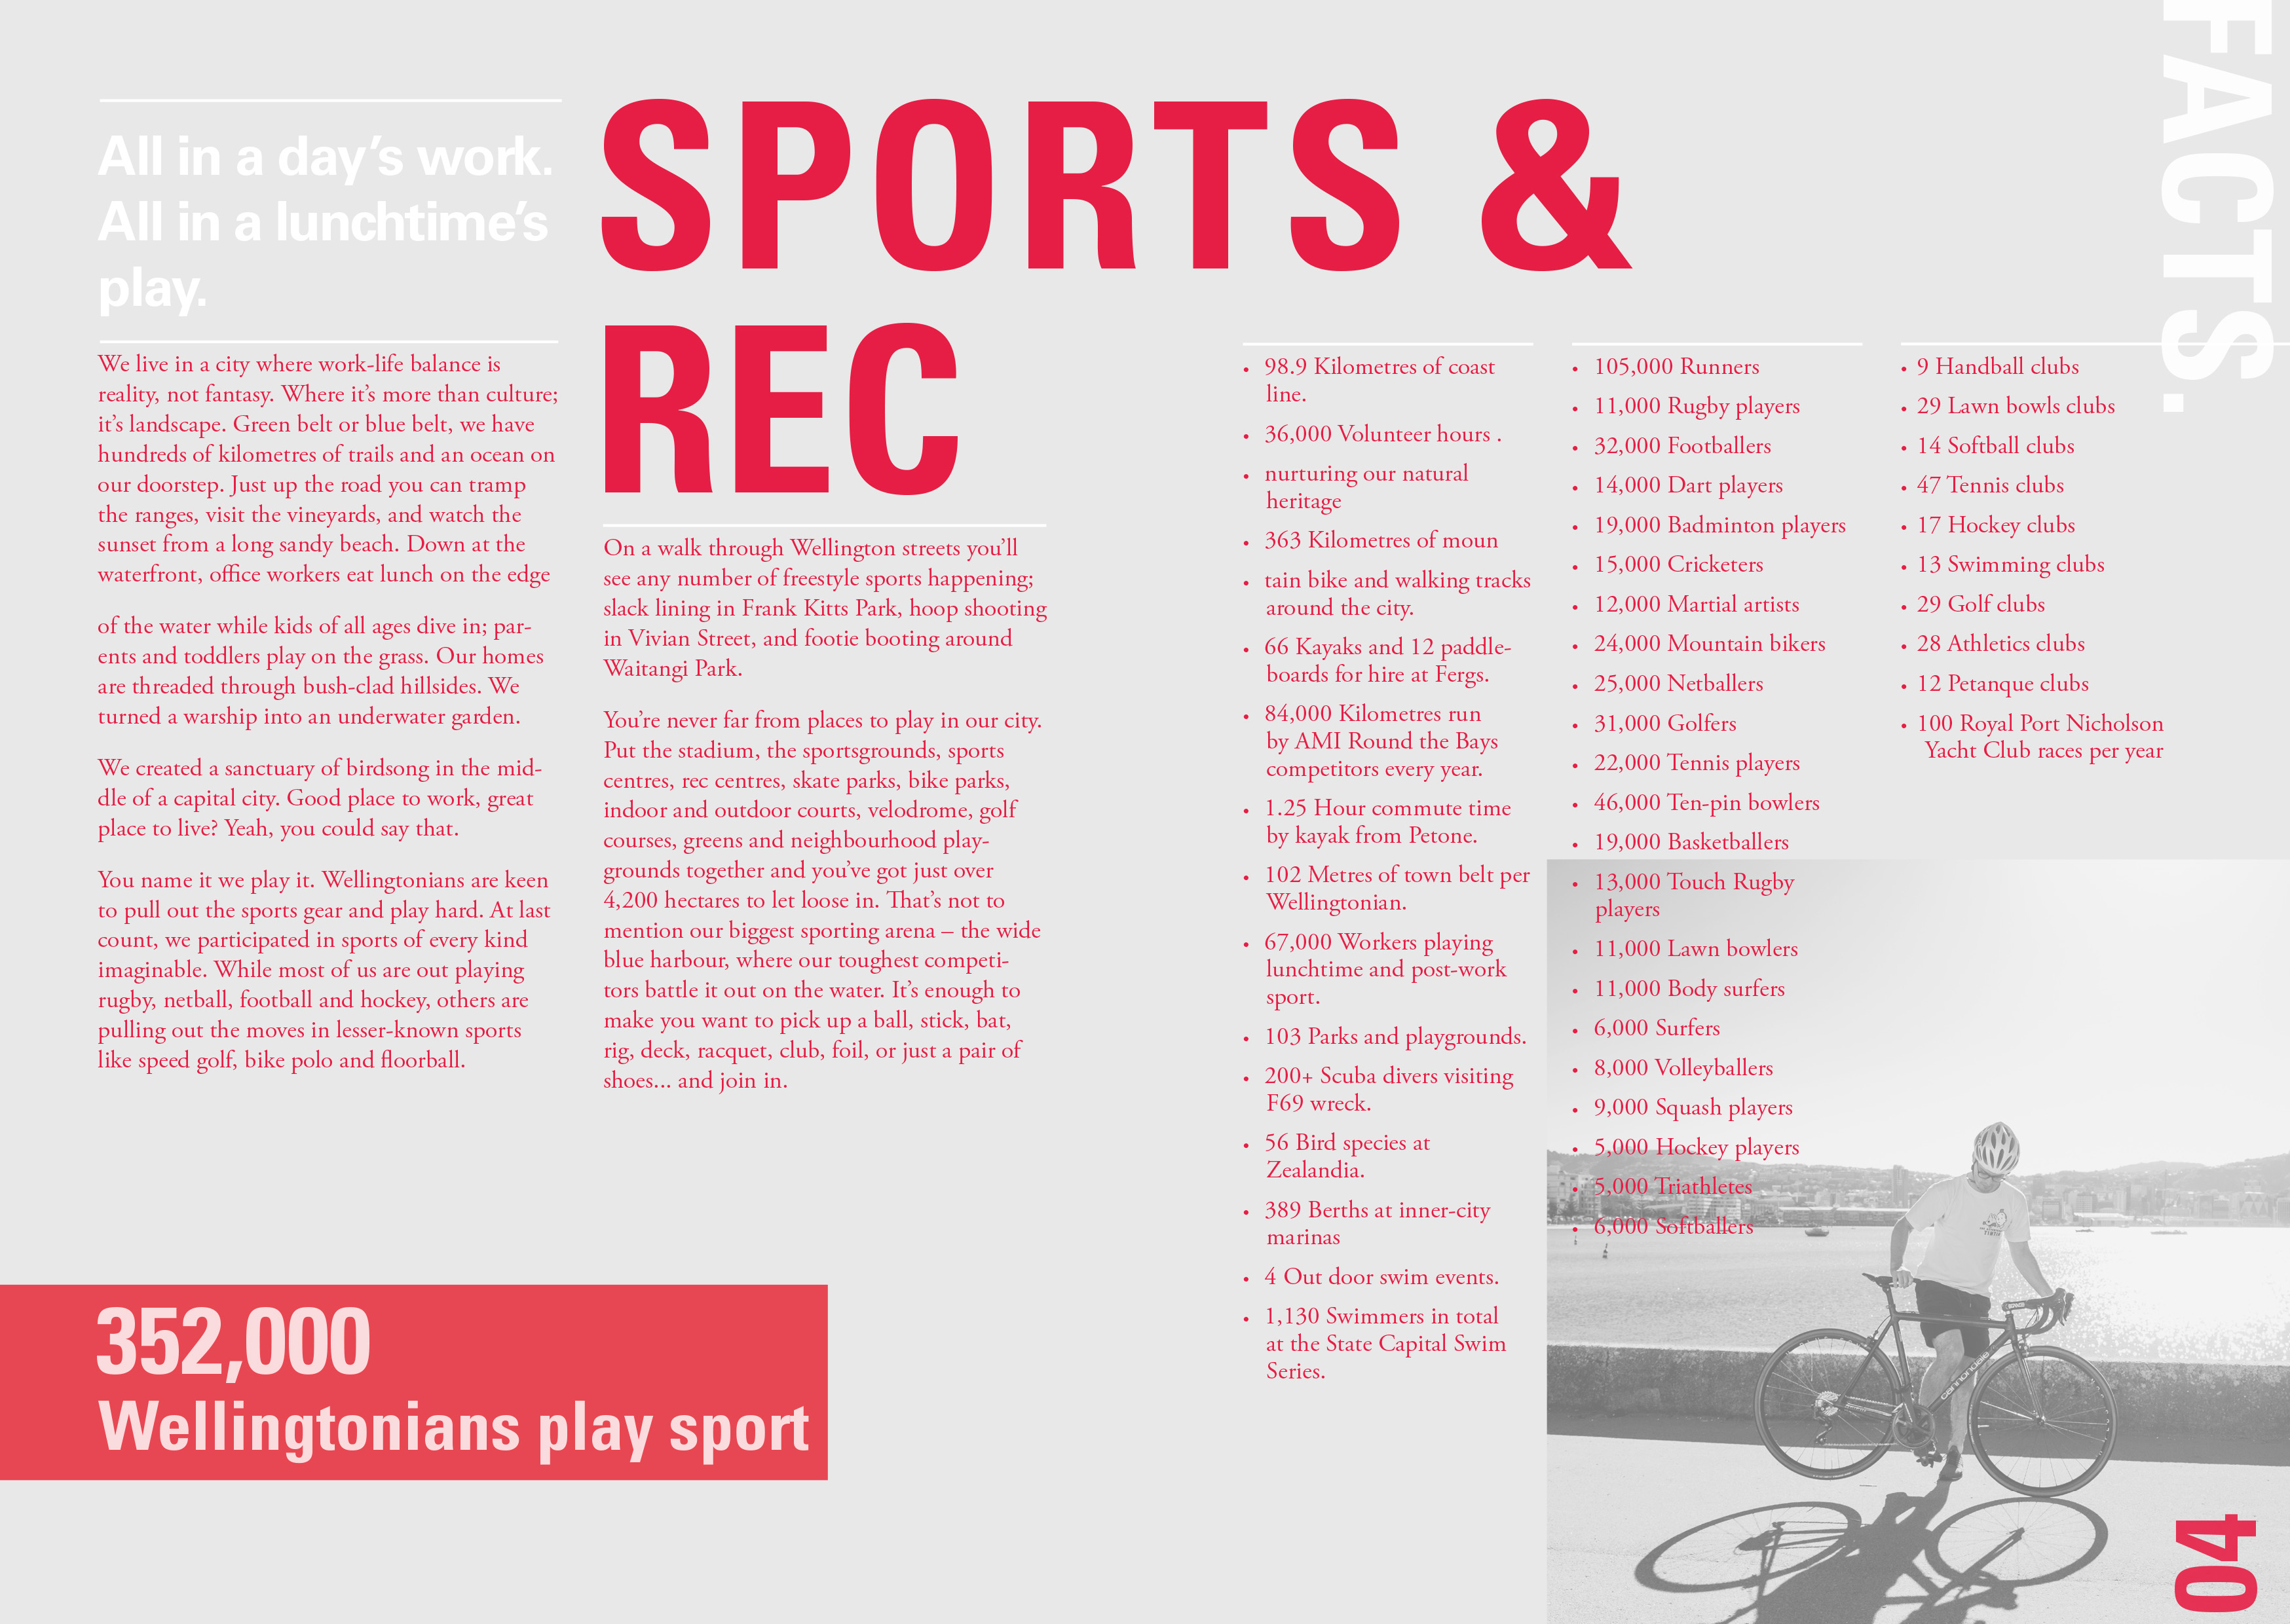 FACTS.
All in a day's work.
All in a lunchtime's
play.
SPORTS &
REC
We live in a city where work-life balance is
reality, not fantasy. Where it's more than culture;
it's landscape. Green belt or blue belt, we have
hundreds of kilometres of trails and an ocean on
our doorstep. Just up the road you can tramp
the ranges, visit the vineyards, and watch the
sunset from a long sandy beach. Down at the
waterfront, office workers eat lunch on the edge
of the water while kids of all ages dive in; par-
ents and toddlers play on the grass. Our homes
are threaded through bush-clad hillsides. We
turned a warship into an underwater garden.
We created a sanctuary of birdsong in the mid-
dle of a capital city. Good place to work, great
place to live? Yeah, you could say that.
You name it we play it. Wellingtonians are keen
to pull out the sports gear and play hard. At last
count, we participated in sports of every kind
imaginable. While most of us are out playing
rugby, netball, football and hockey, others are
pulling out the moves in lesser-known sports
like speed golf, bike polo and floorball.
On a walk through Wellington streets you'll
see any number of freestyle sports happening;
slack lining in Frank Kitts Park, hoop shooting
in Vivian Street, and footie booting around
Waitangi Park.
You're never far from places to play in our city.
Put the stadium, the sportsgrounds, sports
centres, rec centres, skate parks, bike parks,
indoor and outdoor courts, velodrome, golf
courses, greens and neighbourhood play-
grounds together and you've got just over
4,200 hectares to let loose in. That's not to
mention our biggest sporting arena – the wide
blue harbour, where our toughest competi-
tors battle it out on the water. It's enough to
make you want to pick up a ball, stick, bat,
rig, deck, racquet, club, foil, or just a pair of
shoes... and join in.
• 98.9 Kilometres of coast
line.
• 36,000 Volunteer hours .
• nurturing our natural
heritage
• 363 Kilometres of moun
• tain bike and walking tracks
around the city.
• 66 Kayaks and 12 paddle-
boards for hire at Fergs.
• 84,000 Kilometres run
by AMI Round the Bays
competitors every year.
• 1.25 Hour commute time
by kayak from Petone.
• 102 Metres of town belt per
Wellingtonian.
• 67,000 Workers playing
lunchtime and post-work
sport.
• 103 Parks and playgrounds.
• 200+ Scuba divers visiting
F69 wreck.
• 56 Bird species at
Zealandia.
• 389 Berths at inner-city
marinas
• 4 Out door swim events.
• 1,130 Swimmers in total
at the State Capital Swim
Series.
• 105,000 Runners
• 11,000 Rugby players
• 32,000 Footballers
• 14,000 Dart players
• 19,000 Badminton players
• 15,000 Cricketers
• 12,000 Martial artists
• 24,000 Mountain bikers
• 25,000 Netballers
• 31,000 Golfers
• 22,000 Tennis players
• 46,000 Ten-pin bowlers
• 19,000 Basketballers
• 13,000 Touch Rugby
players
• 11,000 Lawn bowlers
• 11,000 Body surfers
• 6,000 Surfers
• 8,000 Volleyballers
• 9,000 Squash players
• 5,000 Hockey players
• 5,000 Triathletes
• 6,000 Softballers
• 9 Handball clubs
• 29 Lawn bowls clubs
• 14 Softball clubs
• 47 Tennis clubs
• 17 Hockey clubs
• 13 Swimming clubs
• 29 Golf clubs
• 28 Athletics clubs
• 12 Petanque clubs
• 100 Royal Port Nicholson
Yacht Club races per year
352,000
Wellingtonians play sport
cannondale
04